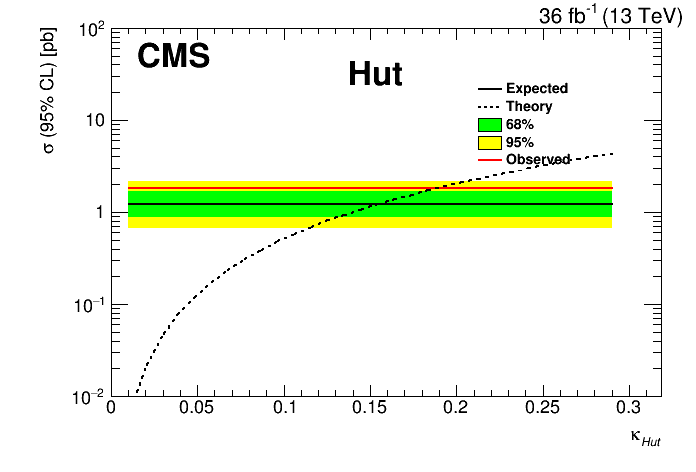 36 fb⁻¹ (13 TeV)
σ (95% CL) [pb]
CMS
Hut
Expected
Theory
68%
95%
Observed
10²
10
1
10⁻¹
10⁻²
0 0.05 0.1 0.15 0.2 0.25 0.3
κ_Hut